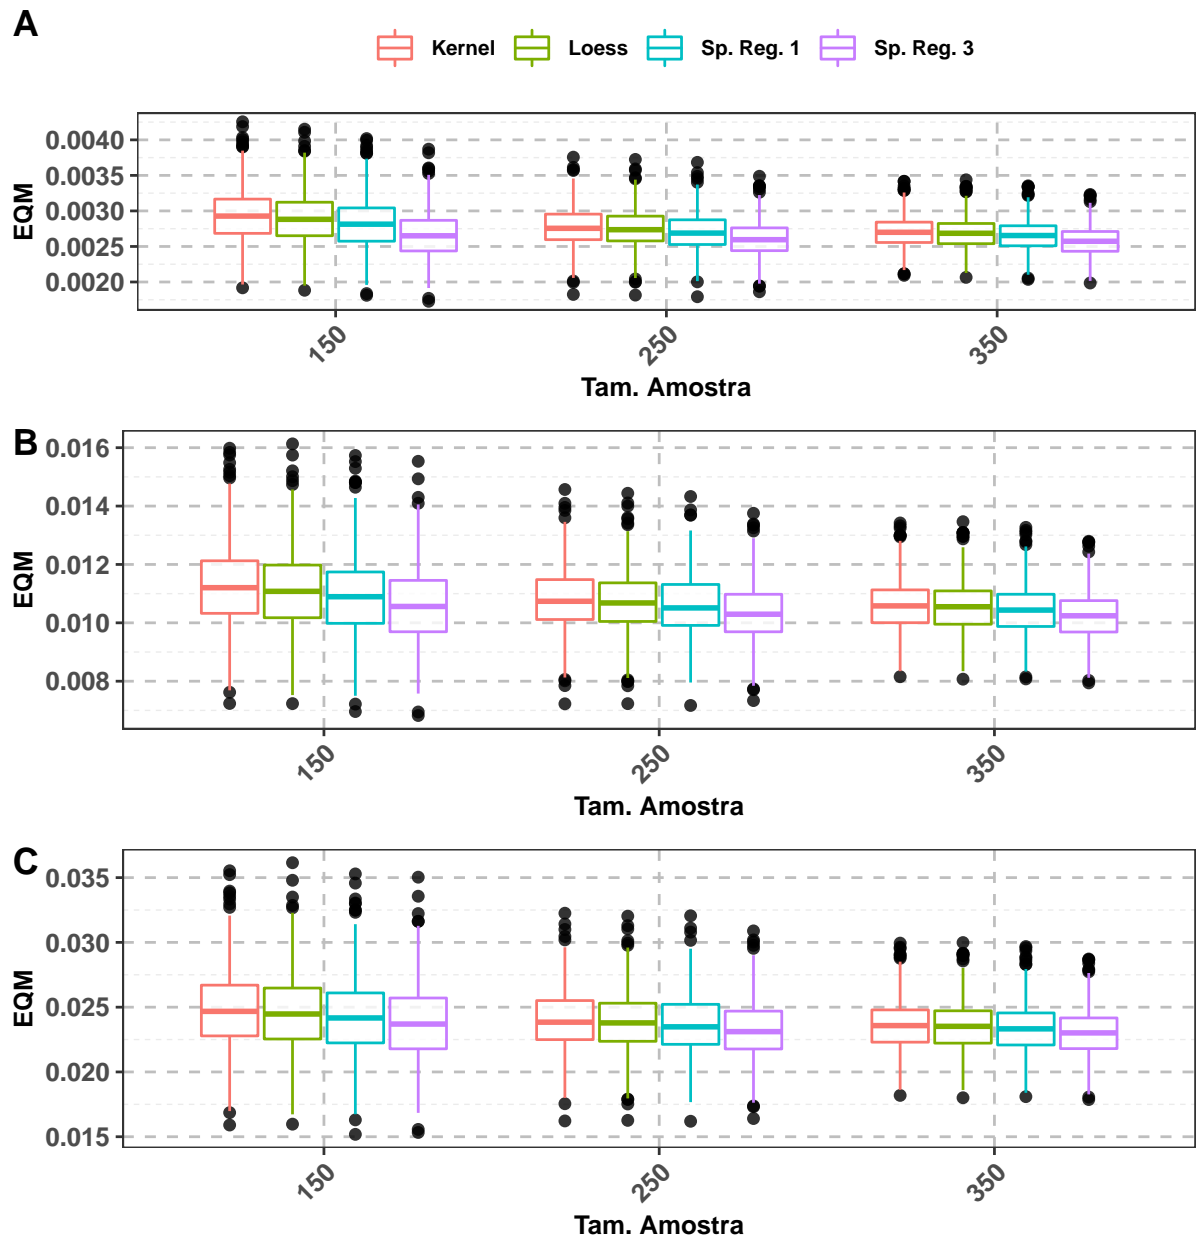 A
Kernel Loess Sp. Reg. 1 Sp. Reg. 3
EQM
0.0040
0.0035
0.0030
0.0025
0.0020
150 250 350
Tam. Amostra
B
EQM
0.016
0.014
0.012
0.010
0.008
150 250 350
Tam. Amostra
C
EQM
0.035
0.030
0.025
0.020
0.015
150 250 350
Tam. Amostra